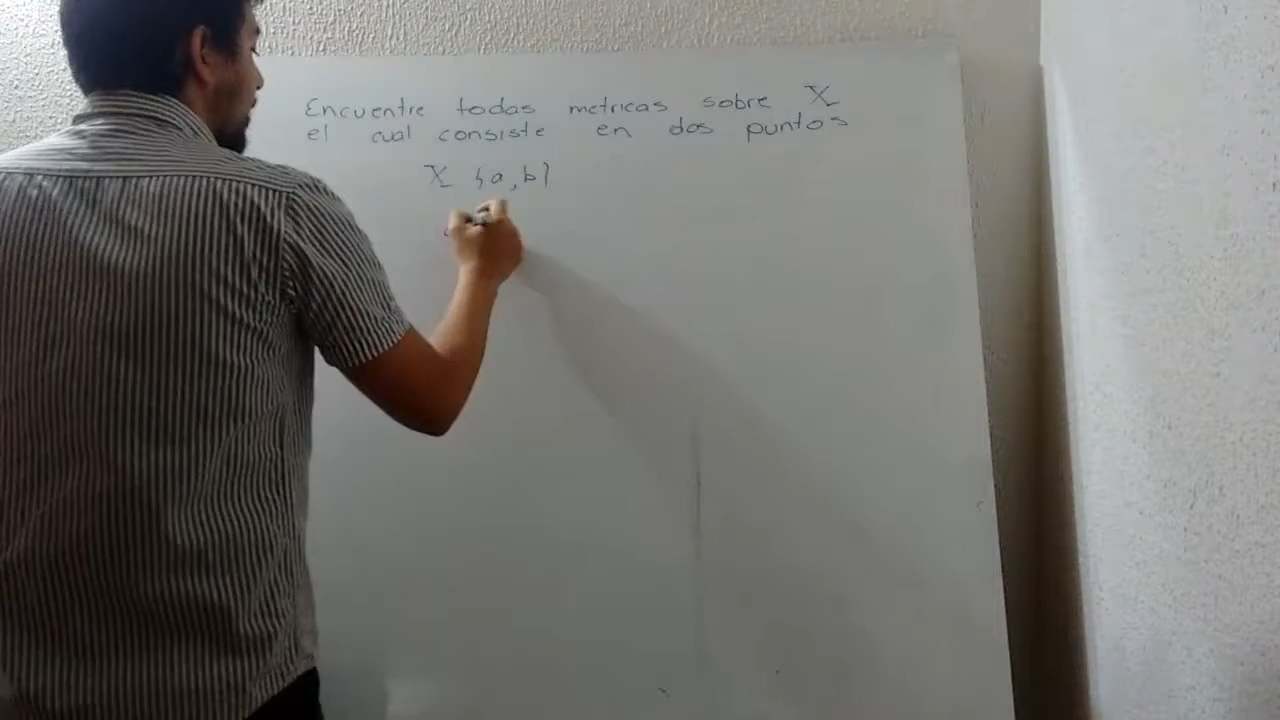 Encuentre todas metricas sobre X
el cual consiste en dos puntos
X {a,b}